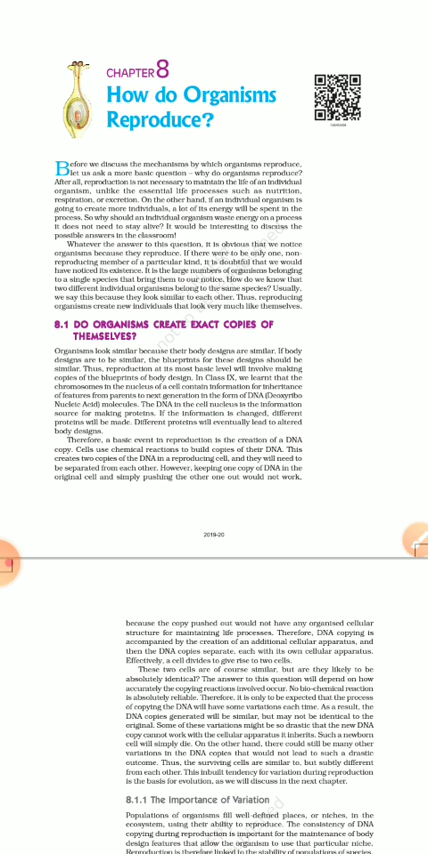 CHAPTER 8
How do Organisms
Reproduce?
Before we discuss the mechanisms by which organisms reproduce,
let us ask a more basic question – why do organisms reproduce?
After all, reproduction is not necessary to maintain the life of an individual
organism, unlike the essential life processes such as nutrition,
respiration, or excretion. On the other hand, if an individual organism is
going to create more individuals, a lot of its energy will be spent in the
process. So why should an individual organism waste energy on a process
it does not need to stay alive? It would be interesting to discuss the
possible answers in the classroom!
Whatever the answer to this question, it is obvious that we notice
organisms because they reproduce. If there were to be only one, non-
reproducing member of a particular kind, it is doubtful that we would
have noticed its existence. It is the large numbers of organisms belonging
to a single species that bring them to our notice. How do we know that
two different individual organisms belong to the same species? Usually,
we say this because they look similar to each other. Thus, reproducing
organisms create new individuals that look very much like themselves.
8.1 DO ORGANISMS CREATE EXACT COPIES OF
THEMSELVES?
Organisms look similar because their body designs are similar. If body
designs are to be similar, the blueprints for these designs should be
similar. Thus, reproduction at its most basic level will involve making
copies of the blueprints of body design. In Class IX, we learnt that the
chromosomes in the nucleus of a cell contain information for inheritance
of features from parents to next generation in the form of DNA (Deoxyribo
Nucleic Acid) molecules. The DNA in the cell nucleus is the information
source for making proteins. If the information is changed, different
proteins will be made. Different proteins will eventually lead to altered
body designs.
Therefore, a basic event in reproduction is the creation of a DNA
copy. Cells use chemical reactions to build copies of their DNA. This
creates two copies of the DNA in a reproducing cell, and they will need to
be separated from each other. However, keeping one copy of DNA in the
original cell and simply pushing the other one out would not work,
2019-20
because the copy pushed out would not have any organised cellular
structure for maintaining life processes. Therefore, DNA copying is
accompanied by the creation of an additional cellular apparatus, and
then the DNA copies separate, each with its own cellular apparatus.
Effectively, a cell divides to give rise to two cells.
These two cells are of course similar, but are they likely to be
absolutely identical? The answer to this question will depend on how
accurately the copying reactions involved occur. No bio-chemical reaction
is absolutely reliable. Therefore, it is only to be expected that the process
of copying the DNA will have some variations each time. As a result, the
DNA copies generated will be similar, but may not be identical to the
original. Some of these variations might be so drastic that the new DNA
copy cannot work with the cellular apparatus it inherits. Such a newborn
cell will simply die. On the other hand, there could still be many other
variations in the DNA copies that would not lead to such a drastic
outcome. Thus, the surviving cells are similar to, but subtly different
from each other. This inbuilt tendency for variation during reproduction
is the basis for evolution, as we will discuss in the next chapter.
8.1.1 The Importance of Variation
Populations of organisms fill well-defined places, or niches, in the
ecosystem, using their ability to reproduce. The consistency of DNA
copying during reproduction is important for the maintenance of body
design features that allow the organism to use that particular niche.
Reproduction is therefore linked to the stability of populations of species.